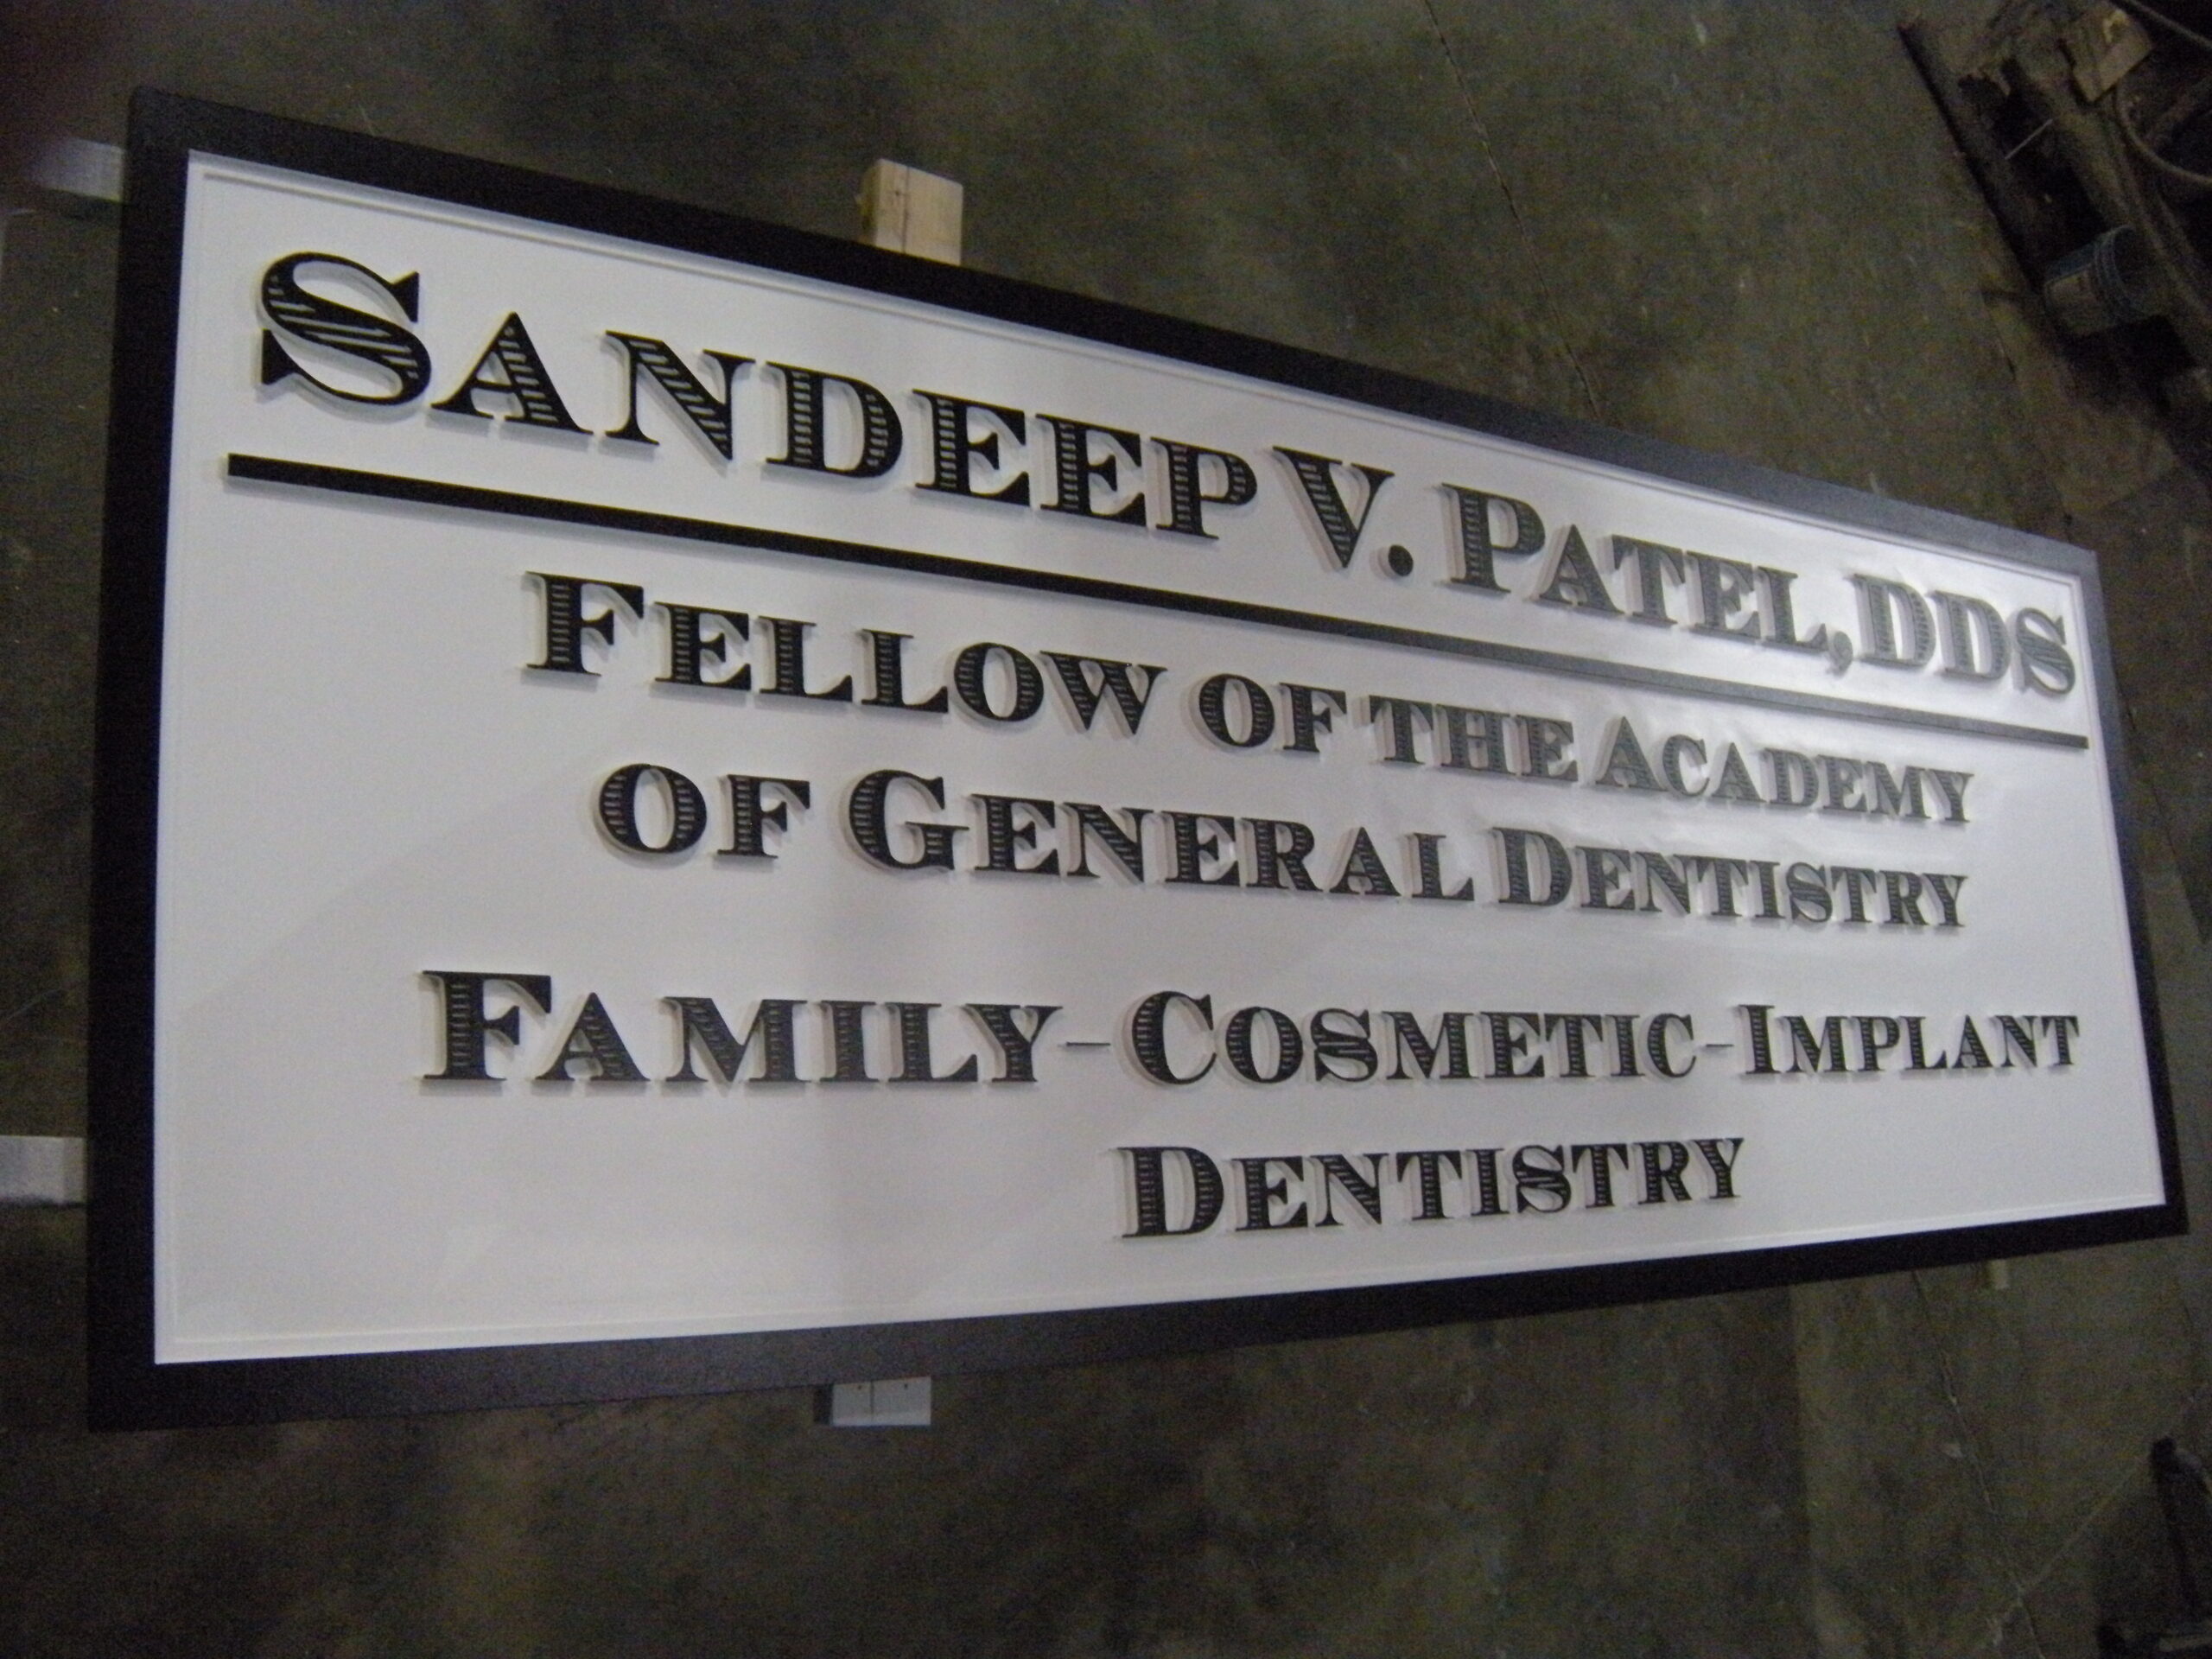 SANDEEP V. PATEL, DDS
FELLOW OF THE ACADEMY
OF GENERAL DENTISTRY
FAMILY-COSMETIC-IMPLANT
DENTISTRY